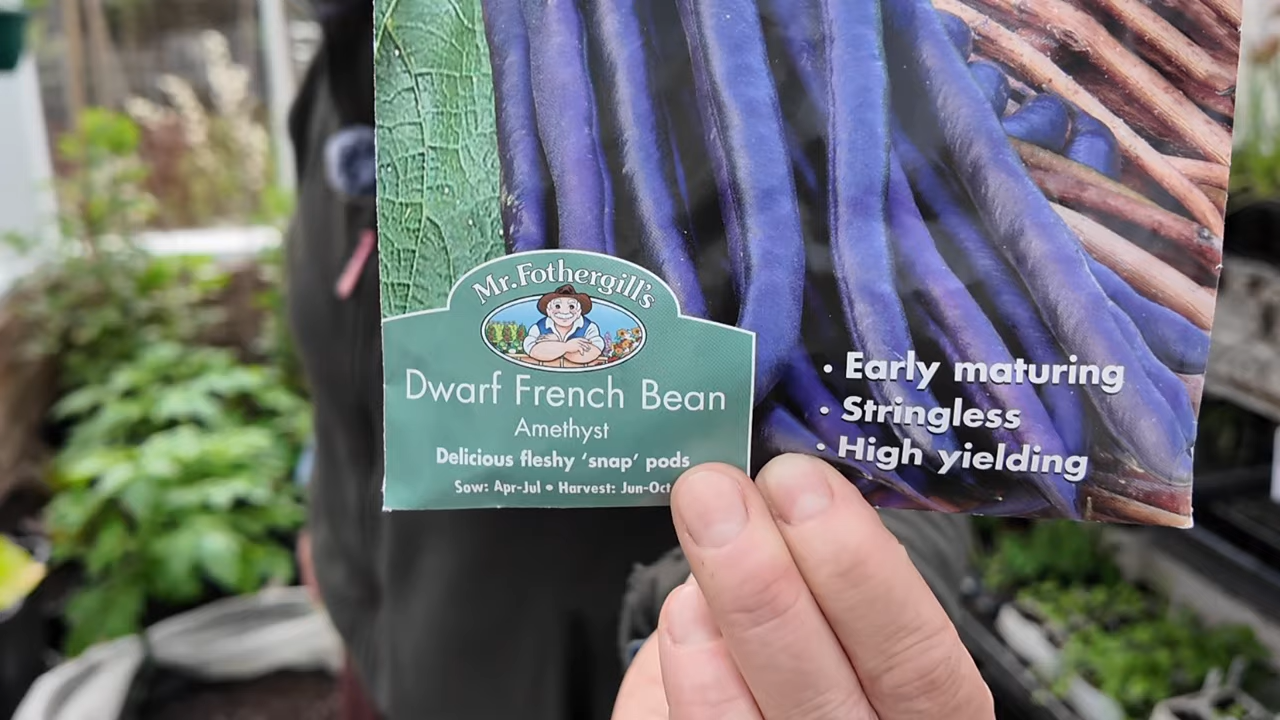 Mr. Fothergill's
Dwarf French Bean
Amethyst
Delicious fleshy 'snap' pods
Sow: Apr-Jul • Harvest: Jun-Oct
• Early maturing
• Stringless
• High yielding